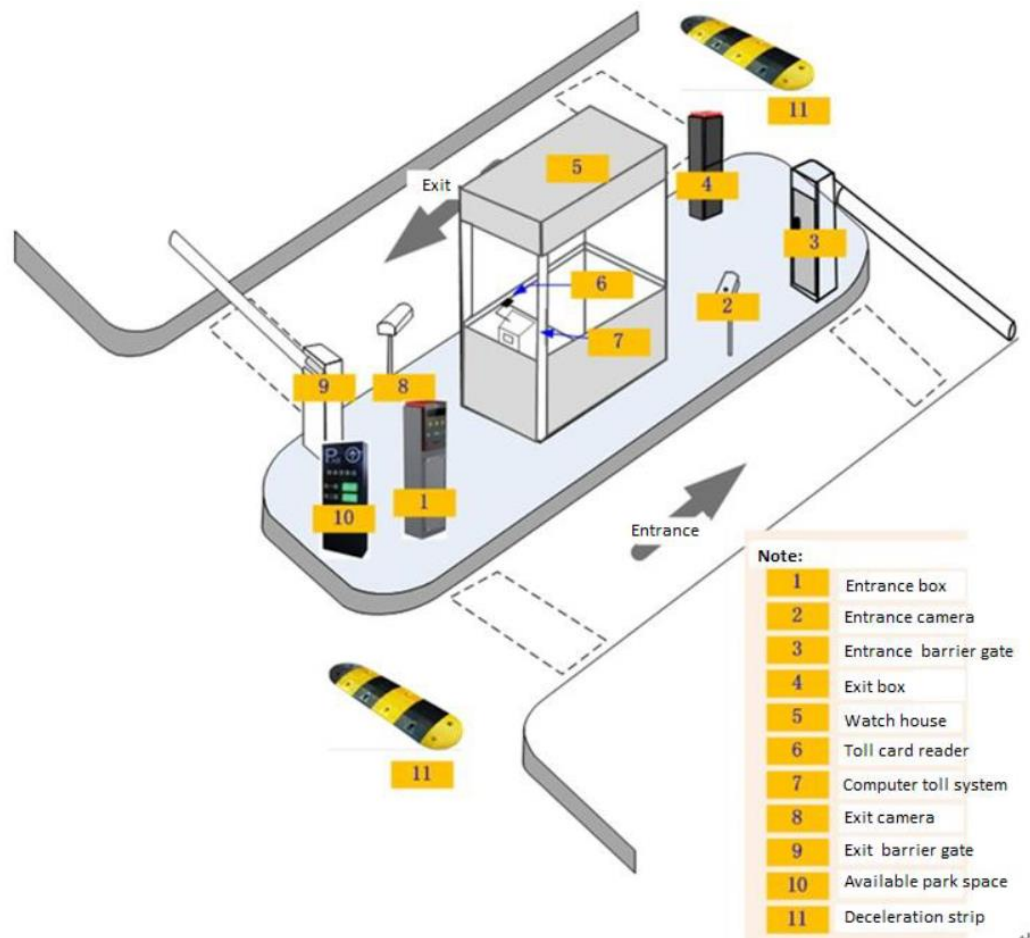 11
5
4
Exit
3
6
2
7
9
8
1
10
Entrance
11
Note:
1 Entrance box
2 Entrance camera
3 Entrance barrier gate
4 Exit box
5 Watch house
6 Toll card reader
7 Computer toll system
8 Exit camera
9 Exit barrier gate
10 Available park space
11 Deceleration strip